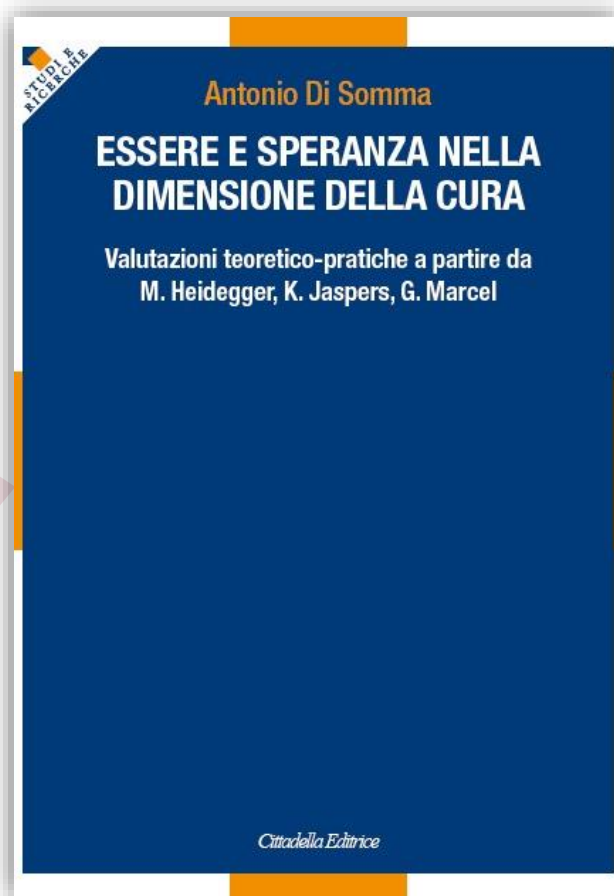 STUDI E
RICERCHE
Antonio Di Somma
ESSERE E SPERANZA NELLA
DIMENSIONE DELLA CURA
Valutazioni teoretico-pratiche a partire da
M. Heidegger, K. Jaspers, G. Marcel
Cittadella Editrice